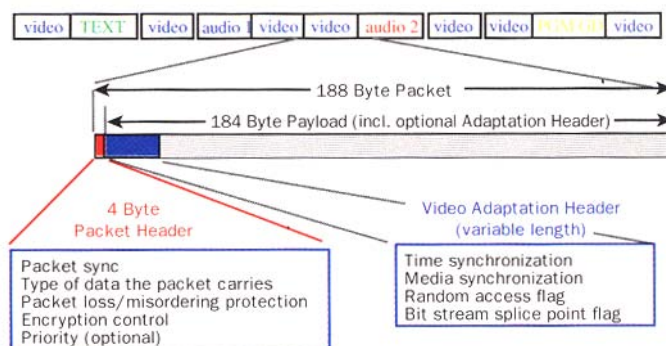 video TEXT video audio 1 video video audio 2 video video PGM GD video
188 Byte Packet
184 Byte Payload (incl. optional Adaptation Header)
4 Byte
Packet Header
Video Adaptation Header
(variable length)
Packet sync
Type of data the packet carries
Packet loss/misordering protection
Encryption control
Priority (optional)
Time synchronization
Media synchronization
Random access flag
Bit stream splice point flag